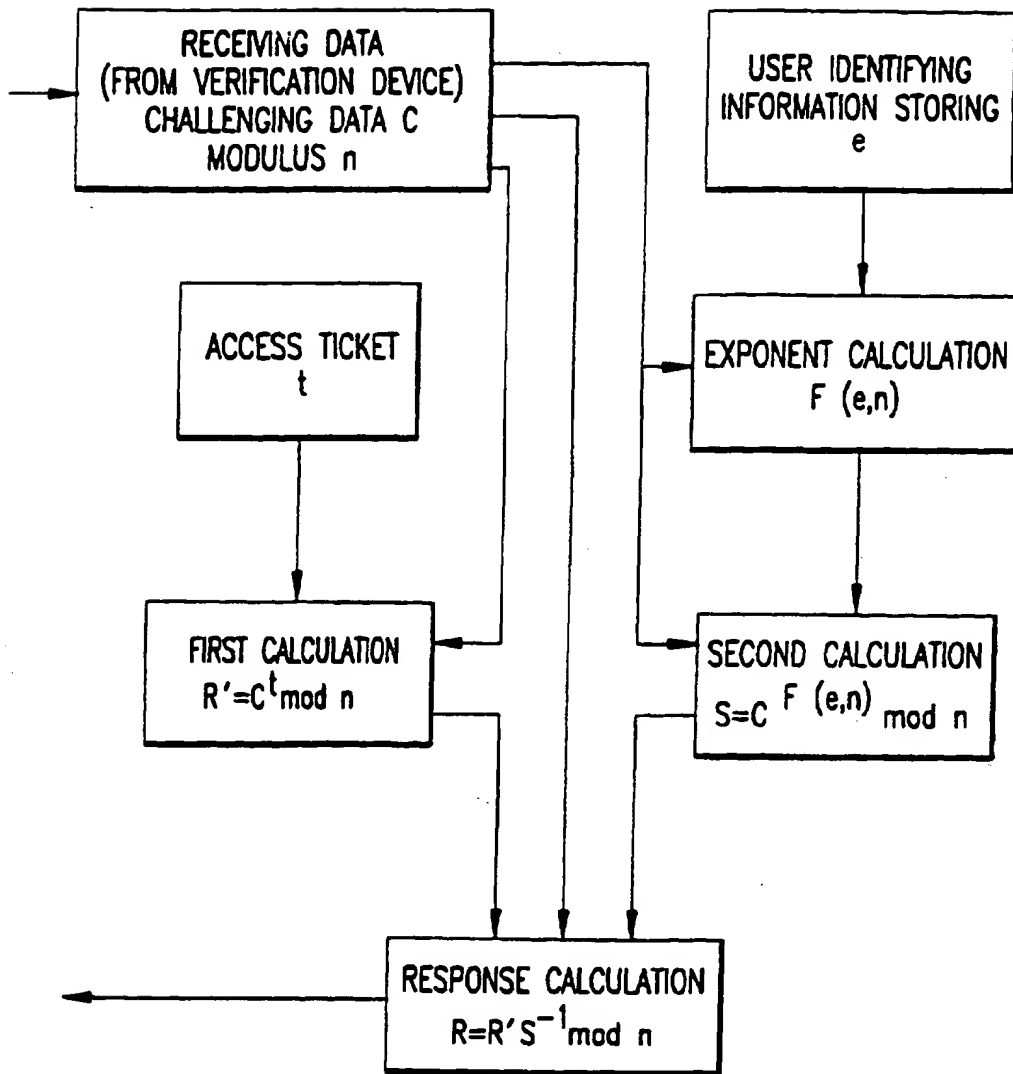 RECEIVING DATA
(FROM VERIFICATION DEVICE)
CHALLENGING DATA C
MODULUS n
USER IDENTIFYING
INFORMATION STORING
e
ACCESS TICKET
t
EXPONENT CALCULATION
F (e,n)
FIRST CALCULATION
R'=C^t mod n
SECOND CALCULATION
S=C^F (e,n) mod n
RESPONSE CALCULATION
R=R'S^-1 mod n